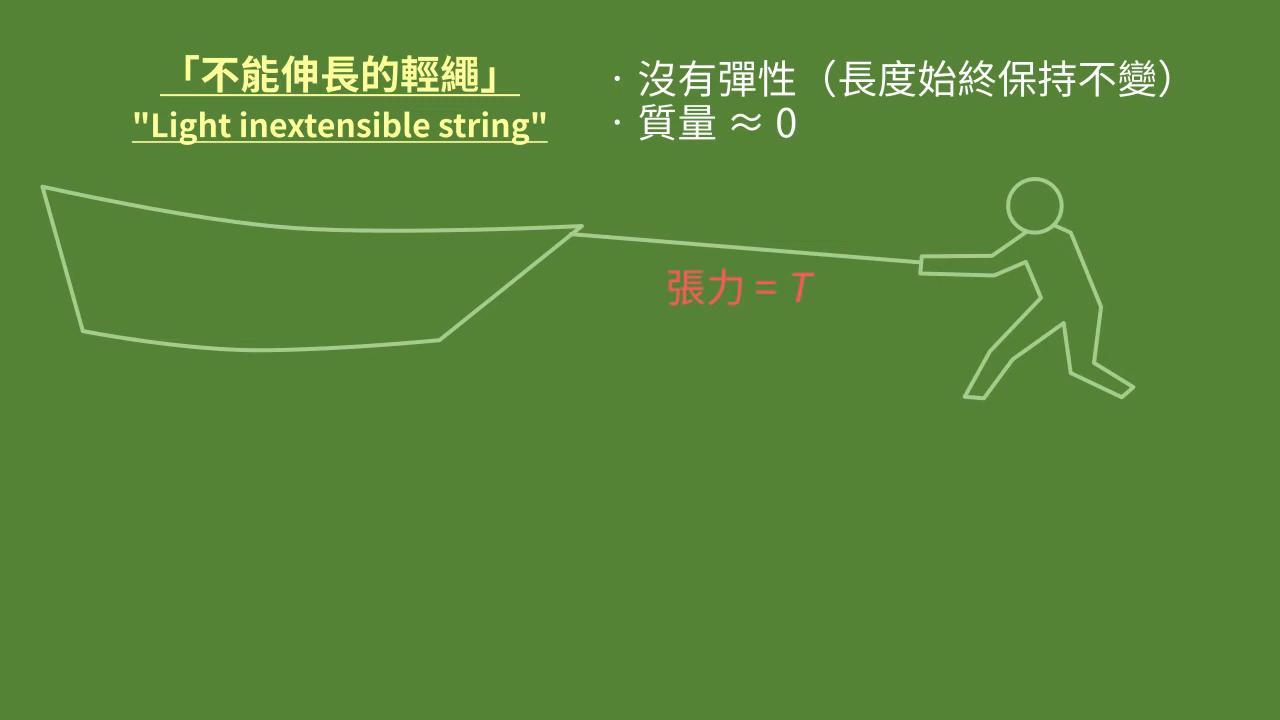 「不能伸長的輕繩」
"Light inextensible string"
· 沒有彈性（長度始終保持不變）
· 質量 ≈ 0
張力 = T